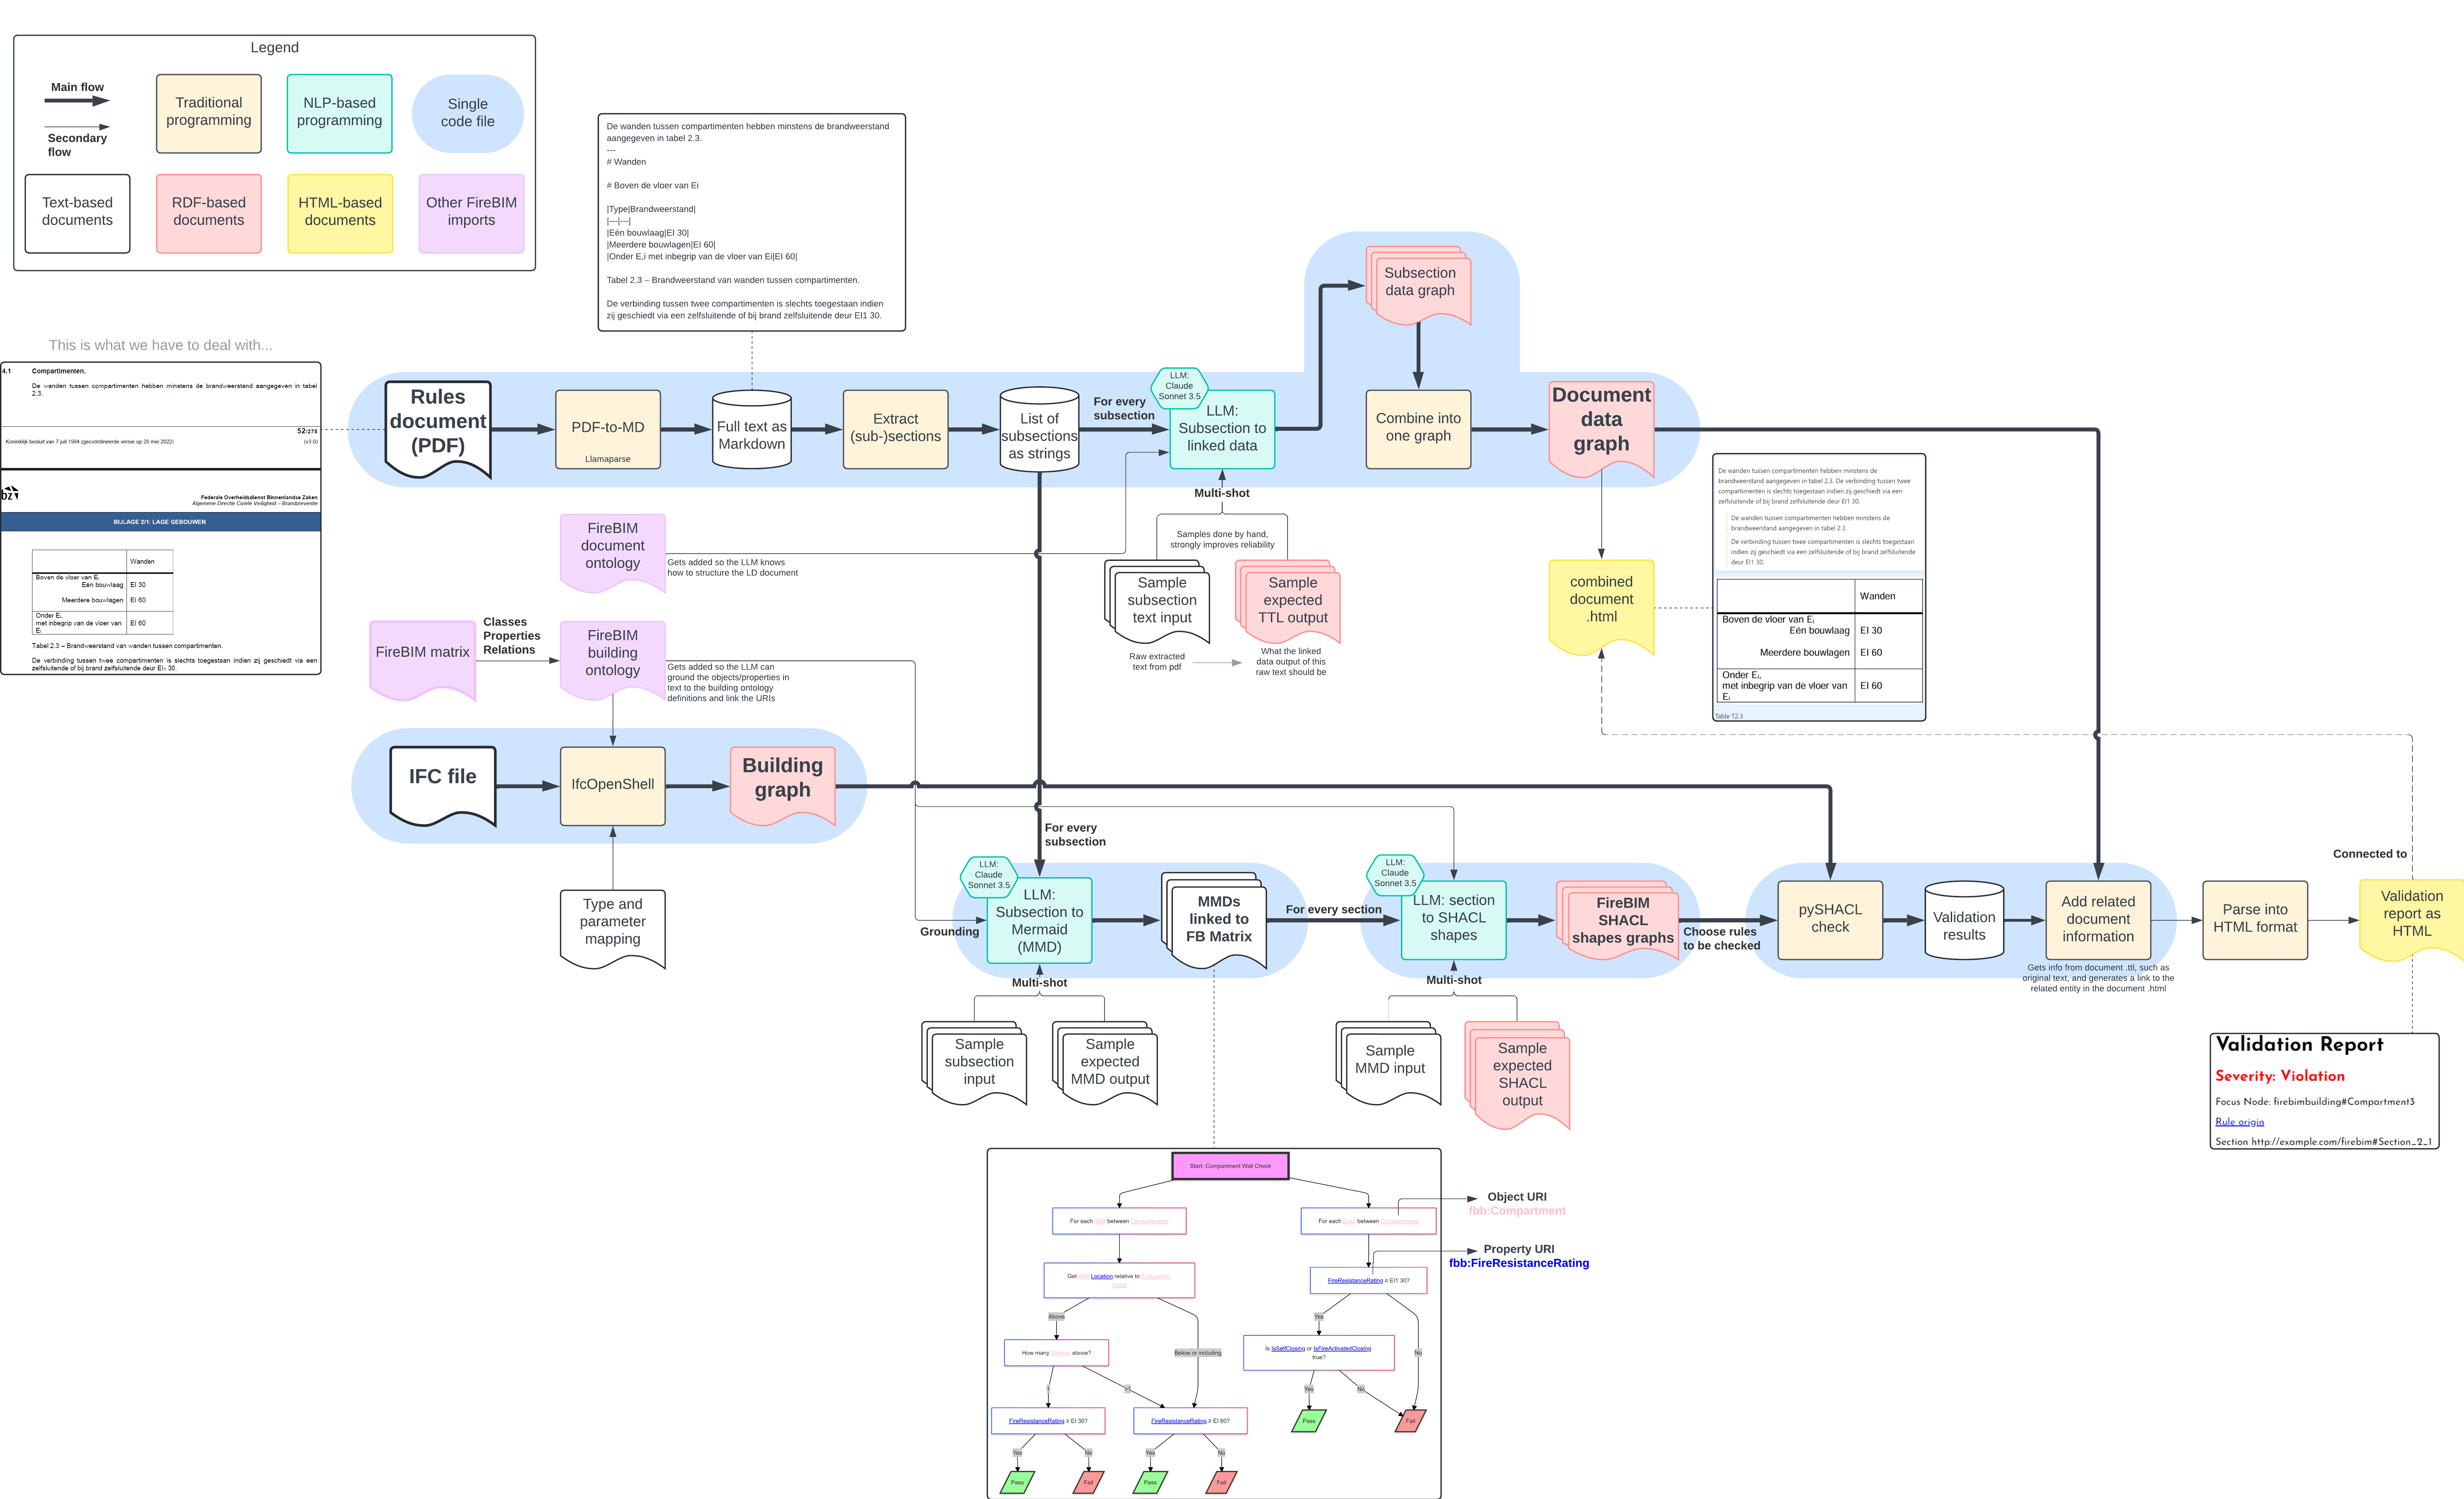 Legend
Main flow
Secondary
flow
Traditional
programming
NLP-based
programming
Single
code file
Text-based
documents
RDF-based
documents
HTML-based
documents
Other FireBIM
imports
De wanden tussen compartimenten hebben minstens de brandweerstand
aangegeven in tabel 2.3.
---
# Wanden
# Boven de vloer van Ei
|Type|Brandweerstand|
|---|---|
|Eén bouwlaag|EI 30|
|Meerdere bouwlagen|EI 60|
|Onder E,i met inbegrip van de vloer van Ei|EI 60|
Tabel 2.3 – Brandweerstand van wanden tussen compartimenten.
De verbinding tussen twee compartimenten is slechts toegestaan indien
zij geschiedt via een zelfsluitende of bij brand zelfsluitende deur EI1 30.
This is what we have to deal with...
4.1 Compartimenten.
De wanden tussen compartimenten hebben minstens de brandweerstand aangegeven in tabel
2.3.
52/275
Koninklijk besluit van 7 juli 1994 (gecoördineerde versie op 20 mei 2022) (v3.0)
bz
Federale Overheidsdienst Binnenlandse Zaken
Algemene Directie Civiele Veiligheid – Brandpreventie
BIJLAGE 2/1: LAGE GEBOUWEN
Wanden
Boven de vloer van Ei
Eén bouwlaag EI 30
Meerdere bouwlagen EI 60
Onder Ei,
met inbegrip van de vloer van EI 60
Ei
Tabel 2.3 – Brandweerstand van wanden tussen compartimenten.
De verbinding tussen twee compartimenten is slechts toegestaan indien zij geschiedt via een
zelfsluitende of bij brand zelfsluitende deur EI1 30.
Rules
document
(PDF)
PDF-to-MD
Llamaparse
Full text as
Markdown
Extract
(sub-)sections
List of
subsections
as strings
For every
subsection
LLM:
Claude
Sonnet 3.5
LLM:
Subsection to
linked data
Subsection
data graph
Combine into
one graph
Document
data
graph
Multi-shot
Samples done by hand,
strongly improves reliability
Sample
subsection
text input
Sample
expected
TTL output
Raw extracted
text from pdf
What the linked
data output of this
raw text should be
FireBIM
document
ontology
Gets added so the LLM knows
how to structure the LD document
FireBIM matrix
Classes
Properties
Relations
FireBIM
building
ontology
Gets added so the LLM can
ground the objects/properties in
text to the building ontology
definitions and link the URIs
combined
document
.html
De wanden tussen compartimenten hebben minstens de
brandweerstand aangegeven in tabel 2.3. De verbinding tussen twee
compartimenten is slechts toegestaan indien zij geschiedt via een
zelfsluitende of bij brand zelfsluitende deur EI1 30.
De wanden tussen compartimenten hebben minstens de
brandweerstand aangegeven in tabel 2.3.
De verbinding tussen twee compartimenten is slechts toegestaan
indien zij geschiedt via een zelfsluitende of bij brand zelfsluitende
deur EI1 30.
Wanden
Boven de vloer van Ei
Eén bouwlaag EI 30
Meerdere bouwlagen EI 60
Onder Ei,
met inbegrip van de vloer van EI 60
Ei
Table T2.3
IFC file
IfcOpenShell
Building
graph
Type and
parameter
mapping
For every
subsection
LLM:
Claude
Sonnet 3.5
LLM:
Subsection to
Mermaid
(MMD)
Grounding
Multi-shot
Sample
subsection
input
Sample
expected
MMD output
MMDs
linked to
FB Matrix
For every section
LLM:
Claude
Sonnet 3.5
LLM: section
to SHACL
shapes
Multi-shot
Sample
MMD input
Sample
expected
SHACL
output
FireBIM
SHACL
shapes graphs
Choose rules
to be checked
pySHACL
check
Validation
results
Add related
document
information
Gets info from document .ttl, such as
original text, and generates a link to the
related entity in the document .html
Parse into
HTML format
Connected to
Validation
report as
HTML
Validation Report
Severity: Violation
Focus Node: firebimbuilding#Compartment3
Rule origin
Section http://example.com/firebim#Section_2_1
Start: Compartment Wall Check
For each Wall between Compartments
For each Door between Compartments
Object URI
fbb:Compartment
Property URI
fbb:FireResistanceRating
Get Wall Location relative to Evacuation
Level
FireResistanceRating ≥ EI1 30?
Above
Below or including
Yes
No
How many Storeys above?
Is IsSelfClosing or IsFireActivatedClosing
true?
1
>1
Yes
No
FireResistanceRating ≥ EI 30?
FireResistanceRating ≥ EI 60?
Pass
Fail
Yes
No
Yes
No
Pass
Fail
Pass
Fail